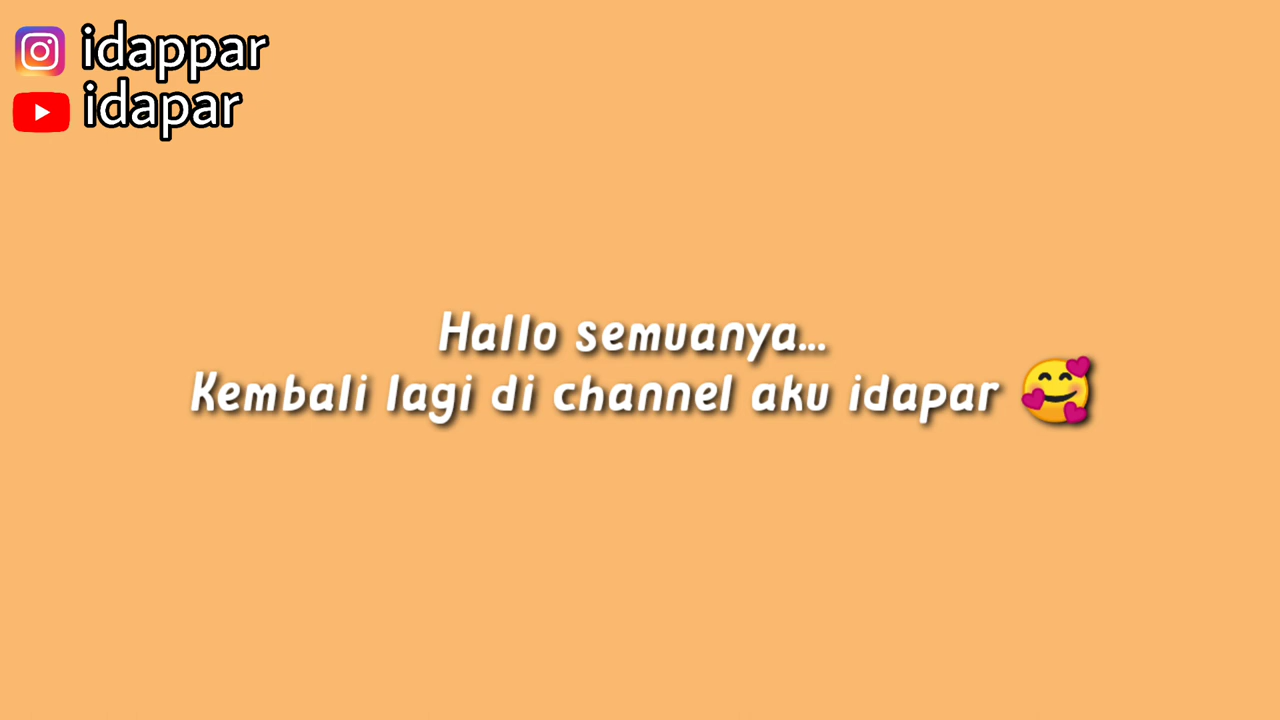 idappar
idapar
Hallo semuanya...
Kembali lagi di channel aku idapar 🥰